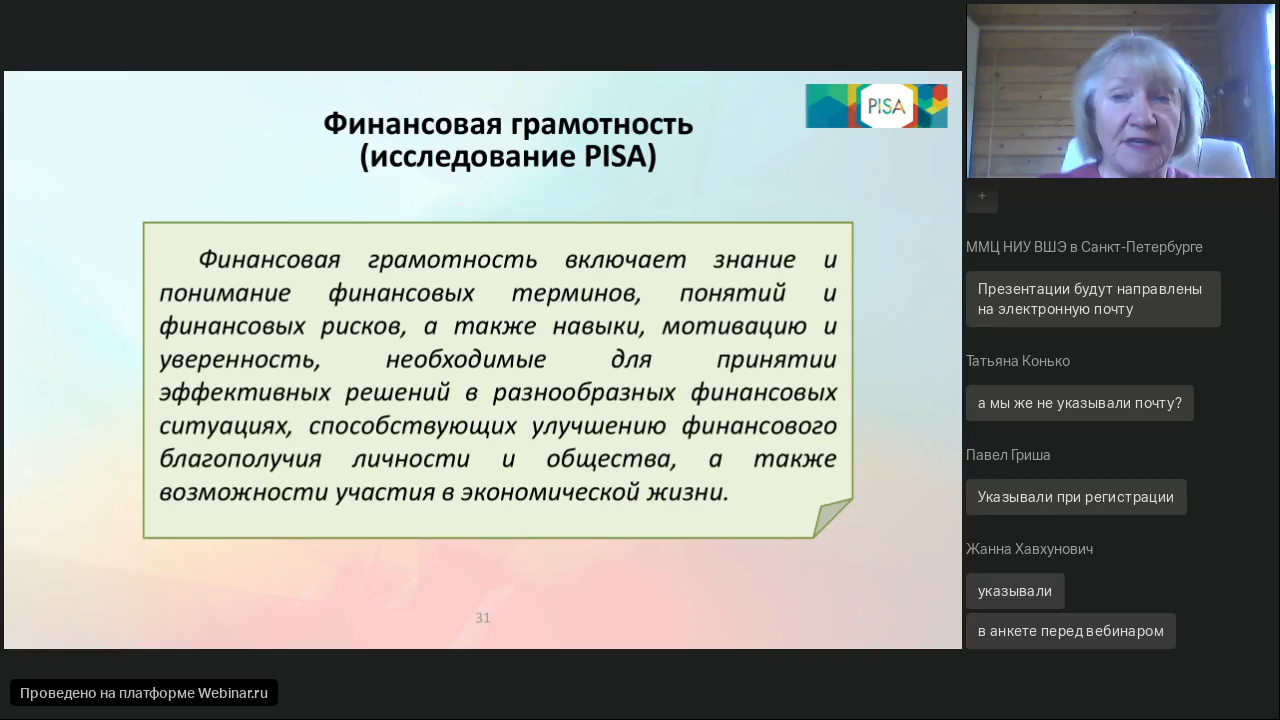 Финансовая грамотность
(исследование PISA)
PISA
Финансовая грамотность включает знание и
понимание финансовых терминов, понятий и
финансовых рисков, а также навыки, мотивацию и
уверенность, необходимые для принятии
эффективных решений в разнообразных финансовых
ситуациях, способствующих улучшению финансового
благополучия личности и общества, а также
возможности участия в экономической жизни.
31
Проведено на платформе Webinar.ru
+
ММЦ НИУ ВШЭ в Санкт-Петербурге
Презентации будут направлены
на электронную почту
Татьяна Конько
а мы же не указывали почту?
Павел Гриша
Указывали при регистрации
Жанна Хавхунович
указывали
в анкете перед вебинаром